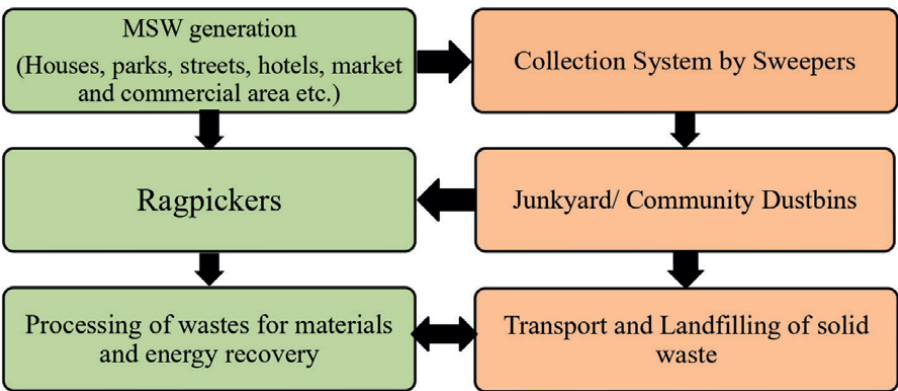 MSW generation
(Houses, parks, streets, hotels, market
and commercial area etc.)
Collection System by Sweepers
Ragpickers
Junkyard/ Community Dustbins
Processing of wastes for materials
and energy recovery
Transport and Landfilling of solid
waste